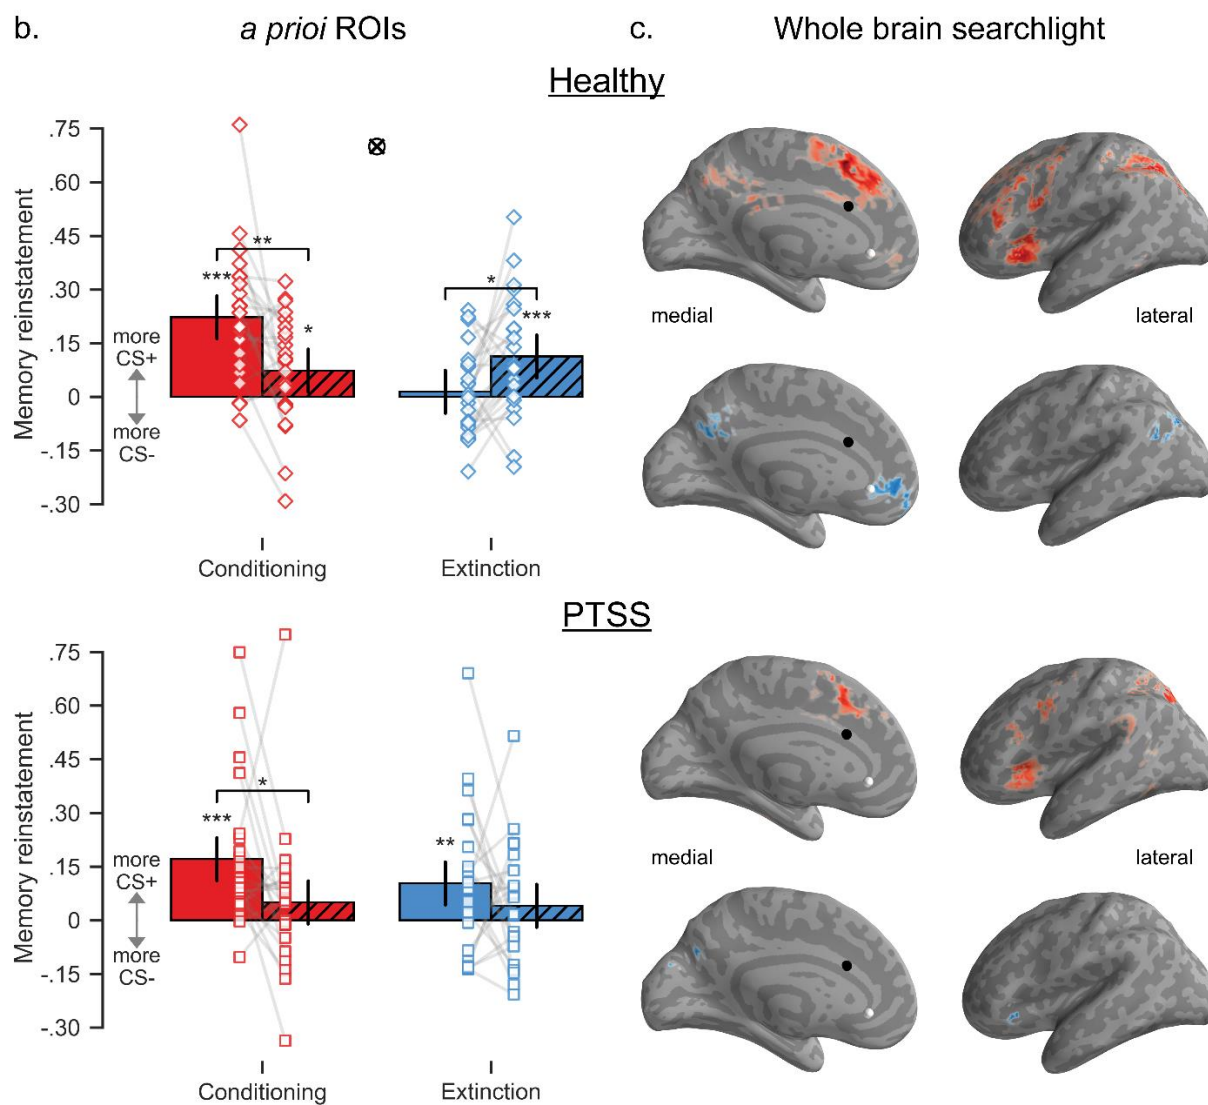 b.
a prioi ROIs
c.
Whole brain searchlight
Healthy
.75
.60
.45
.30
.15
0
-.15
-.30
Memory reinstatement
more
CS+
more
CS-
**
***
*
*
***
Conditioning
Extinction
medial
lateral
PTSS
.75
.60
.45
.30
.15
0
-.15
-.30
Memory reinstatement
more
CS+
more
CS-
*
***
**
Conditioning
Extinction
medial
lateral